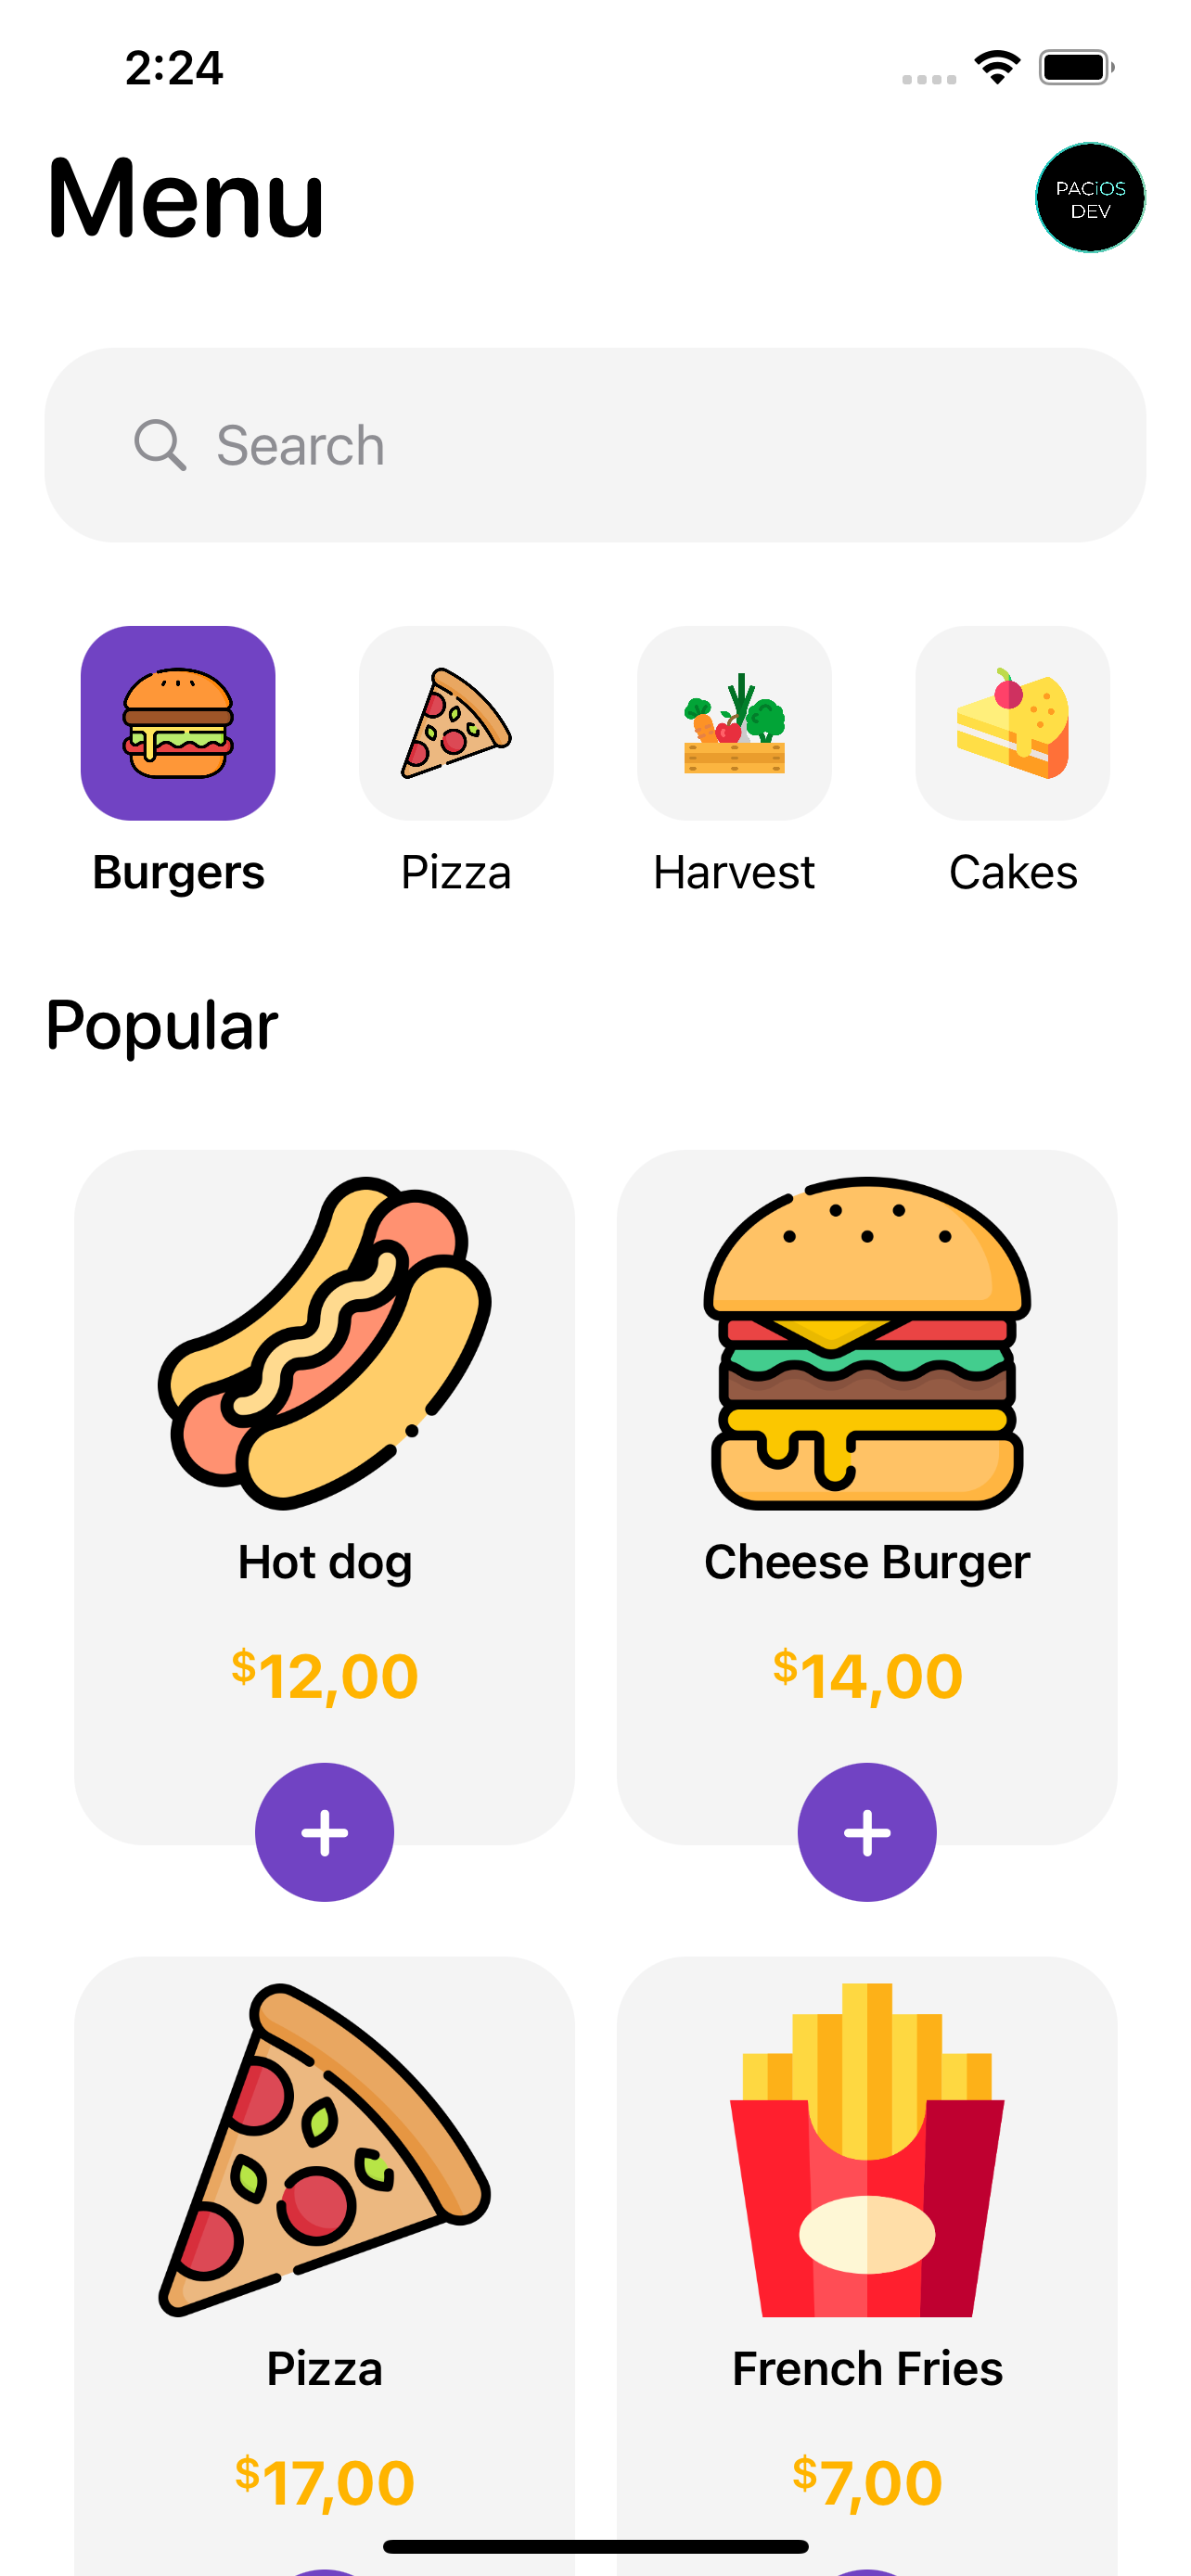 2:24
Menu
PACiOS
DEV
Search
Burgers
Pizza
Harvest
Cakes
Popular
Hot dog
Cheese Burger
$12,00
$14,00
Pizza
French Fries
$17,00
$7,00